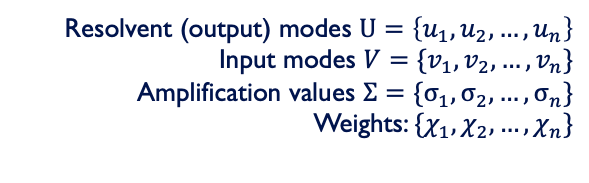 Resolvent (output) modes U = {u₁, u₂, ..., uₙ}
Input modes V = {v₁, v₂, ..., vₙ}
Amplification values Σ = {σ₁, σ₂, ..., σₙ}
Weights: {χ₁, χ₂, ..., χₙ}